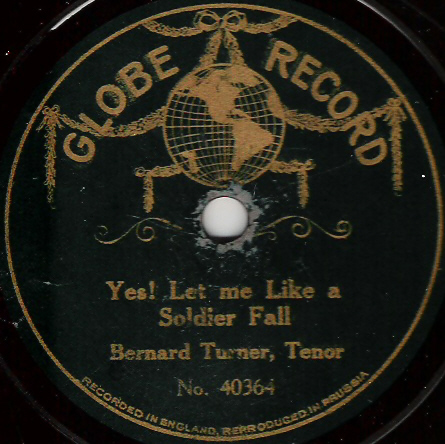 GLOBE RECORD
Yes! Let me Like a
Soldier Fall
Bernard Turner, Tenor
No. 40364
RECORDED IN ENGLAND, REPRODUCED IN PRUSSIA